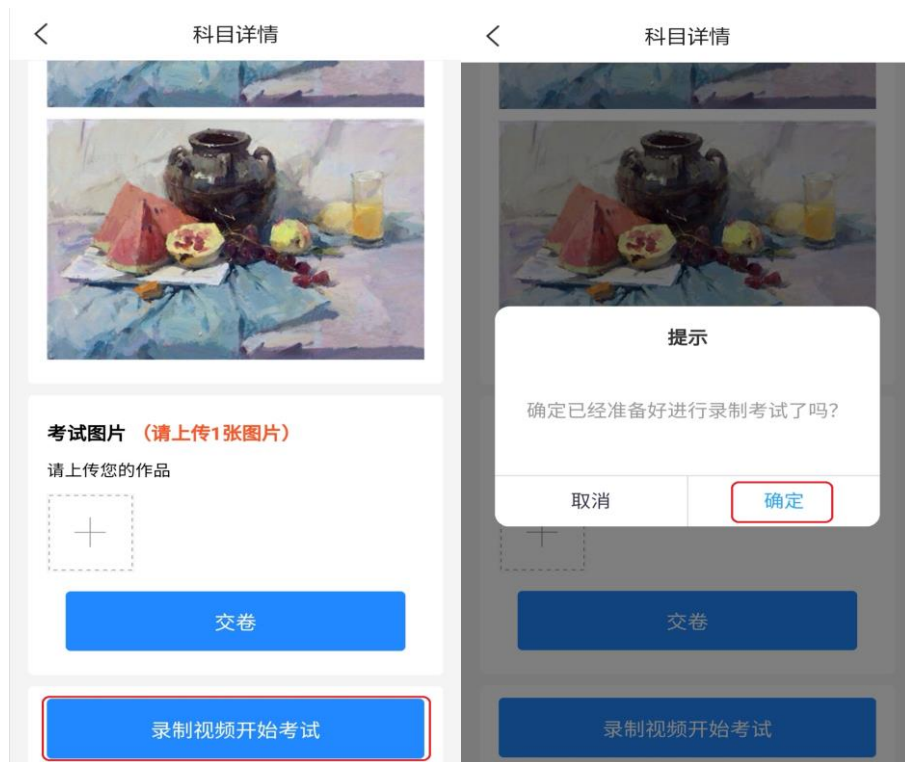 科目详情
考试图片 （请上传1张图片）
请上传您的作品
交卷
录制视频开始考试
科目详情
提示
确定已经准备好进行录制考试了吗?
取消
确定
交卷
录制视频开始考试